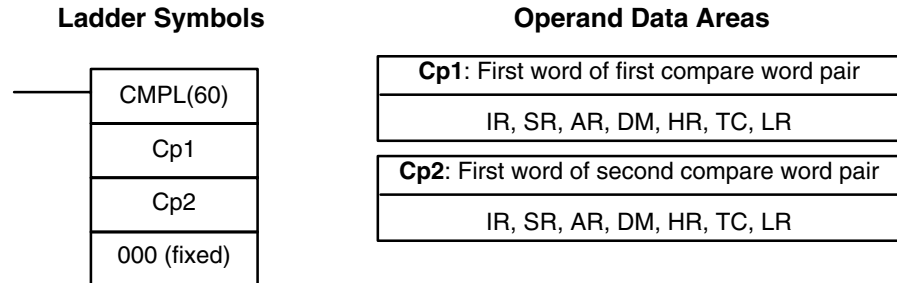 Ladder Symbols
CMPL(60)
Cp1
Cp2
000 (fixed)
Operand Data Areas
Cp1: First word of first compare word pair
IR, SR, AR, DM, HR, TC, LR
Cp2: First word of second compare word pair
IR, SR, AR, DM, HR, TC, LR